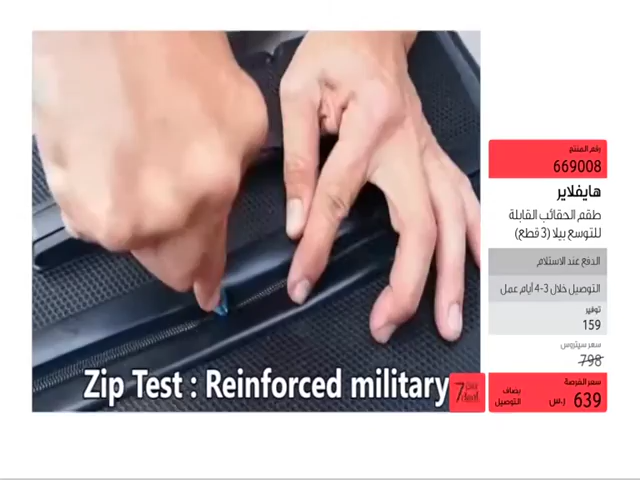 رقم المنتج
669008
هايفلاير
طقم الحقائب القابلة
للتوسع بيلا (3 قطع)
الدفع عند الاستلام
التوصيل خلال 3-4 أيام عمل
توفير
159
سعر سيتروس
798
سعر الفرصة
639 ر.س
يضاف
التوصيل
Zip Test : Reinforced military